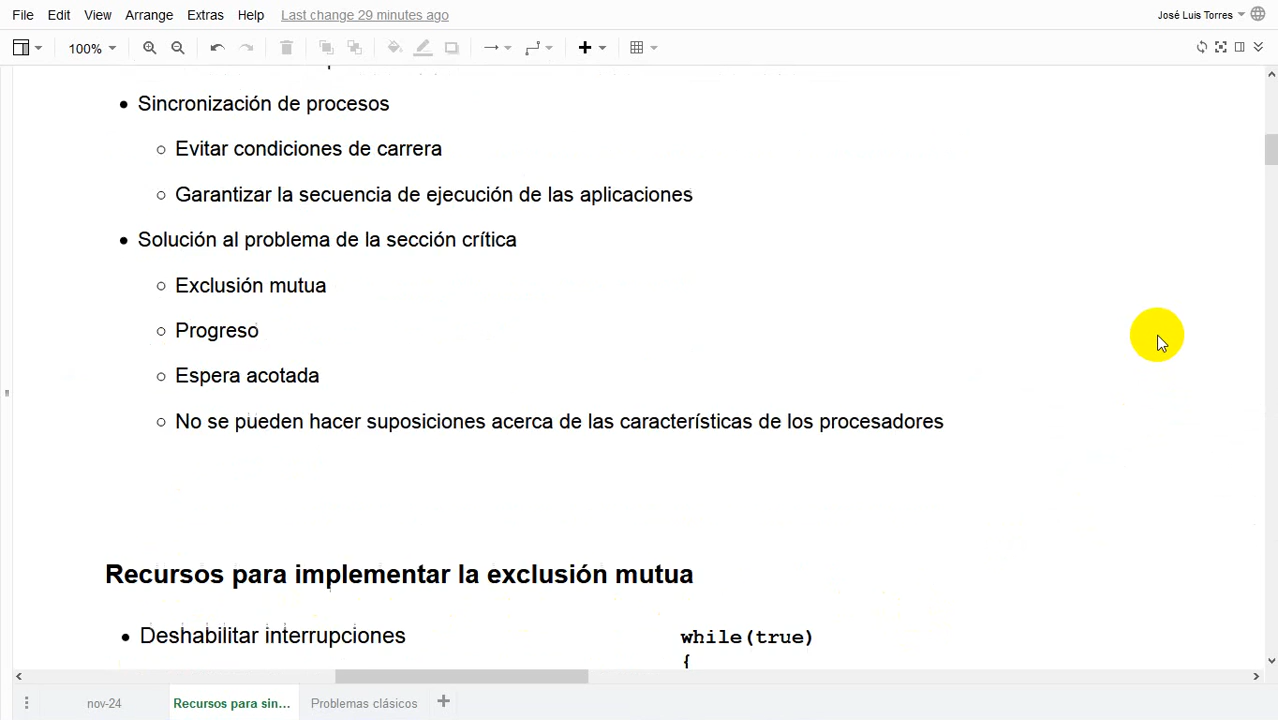 File Edit View Arrange Extras Help Last change 29 minutes ago José Luis Torres
100%
Sincronización de procesos
Evitar condiciones de carrera
Garantizar la secuencia de ejecución de las aplicaciones
Solución al problema de la sección crítica
Exclusión mutua
Progreso
Espera acotada
No se pueden hacer suposiciones acerca de las características de los procesadores
Recursos para implementar la exclusión mutua
Deshabilitar interrupciones
while(true)
{
nov-24 Recursos para sin... Problemas clásicos